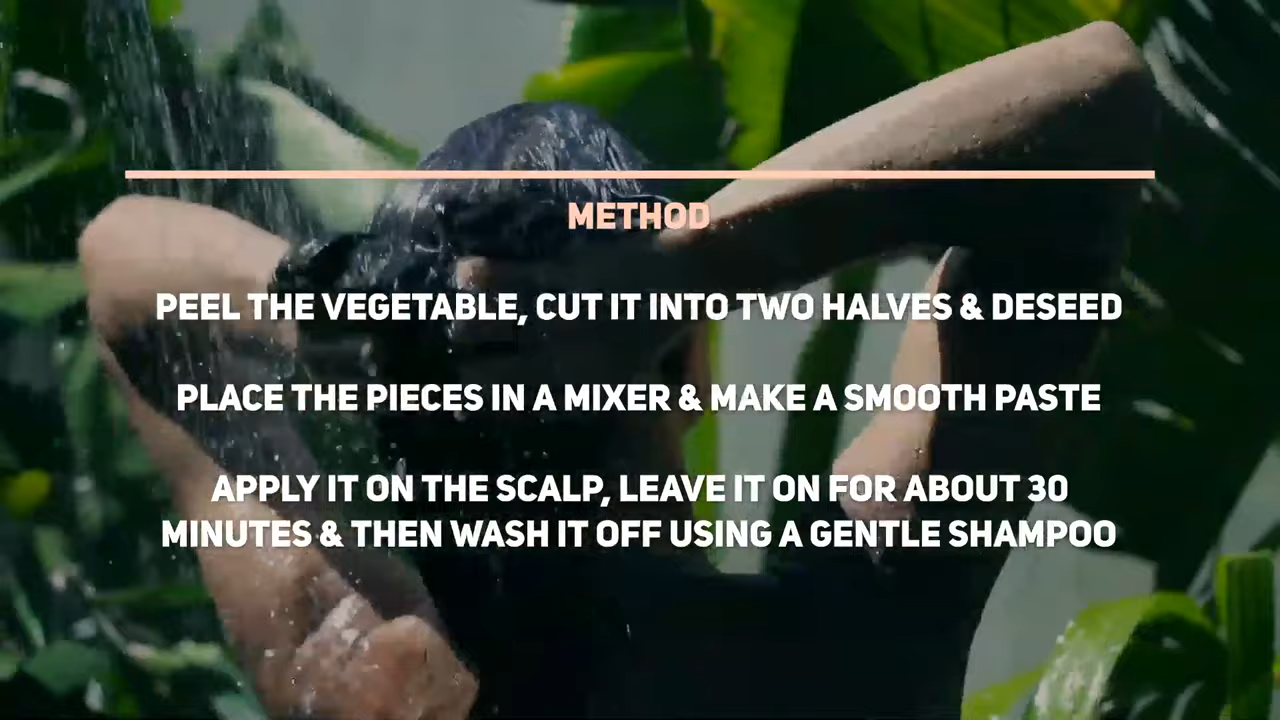 METHOD
PEEL THE VEGETABLE, CUT IT INTO TWO HALVES & DESEED
PLACE THE PIECES IN A MIXER & MAKE A SMOOTH PASTE
APPLY IT ON THE SCALP, LEAVE IT ON FOR ABOUT 30
MINUTES & THEN WASH IT OFF USING A GENTLE SHAMPOO